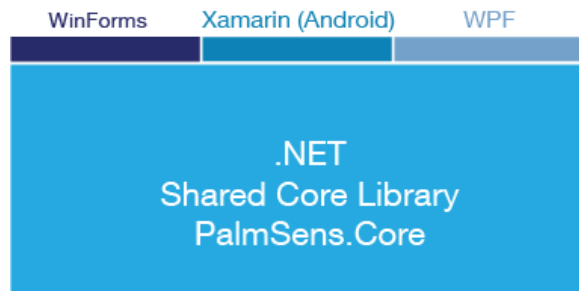 WinForms Xamarin (Android) WPF
.NET
Shared Core Library
PalmSens.Core